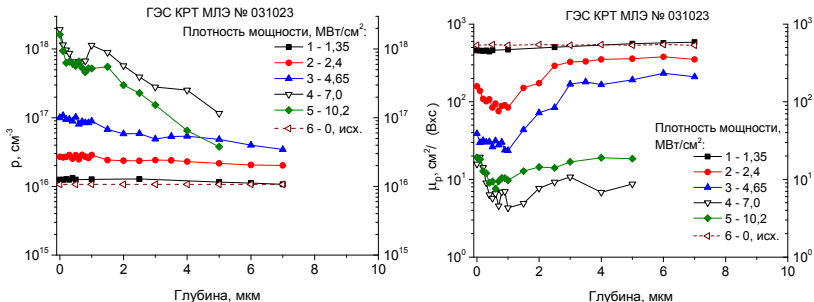 ГЭС КРТ МЛЭ № 031023
Плотность мощности, МВт/см²:
1 - 1,35
2 - 2,4
3 - 4,65
4 - 7,0
5 - 10,2
6 - 0, исх.
p, см⁻³
10¹⁸
10¹⁷
10¹⁶
10¹⁵
0 2 4 6 8 10
Глубина, мкм
ГЭС КРТ МЛЭ № 031023
10³ 10³
10² 10²
10¹ 10¹
10⁰ 10⁰
μₚ, см²/ (Вхс)
Плотность мощности,
МВт/см²:
1 - 1,35
2 - 2,4
3 - 4,65
4 - 7,0
5 - 10,2
6 - 0, исх.
0 2 4 6 8 10
Глубина, мкм